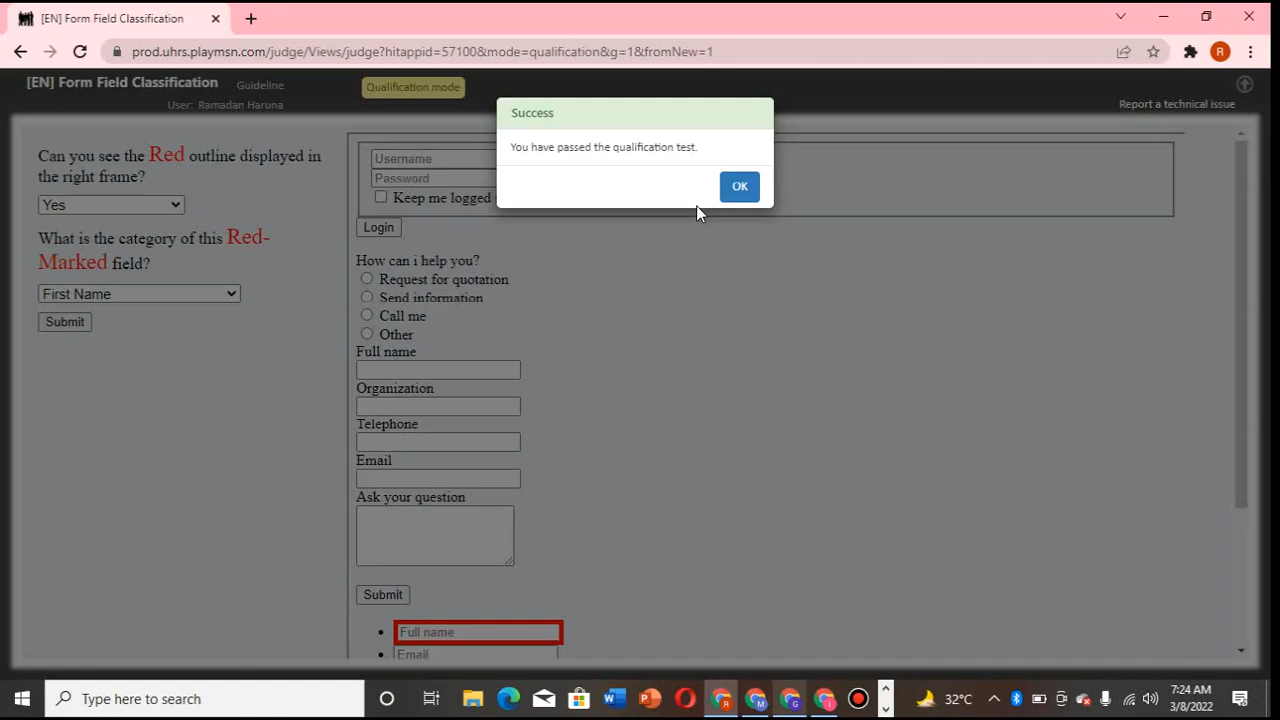 [EN] Form Field Classification
prod.uhrs.playmsn.com/judge/Views/judge?hitappid=57100&mode=qualification&g=1&fromNew=1
R
[EN] Form Field Classification
Guideline
Qualification mode
User: Ramadan Haruna
Report a technical issue
Success
You have passed the qualification test.
OK
Can you see the Red outline displayed in
the right frame?
Yes
What is the category of this Red-
Marked field?
First Name
Submit
Username
Password
Keep me logged
Login
How can i help you?
Request for quotation
Send information
Call me
Other
Full name
Organization
Telephone
Email
Ask your question
Submit
Full name
Email
Type here to search
32°C
7:24 AM
3/8/2022